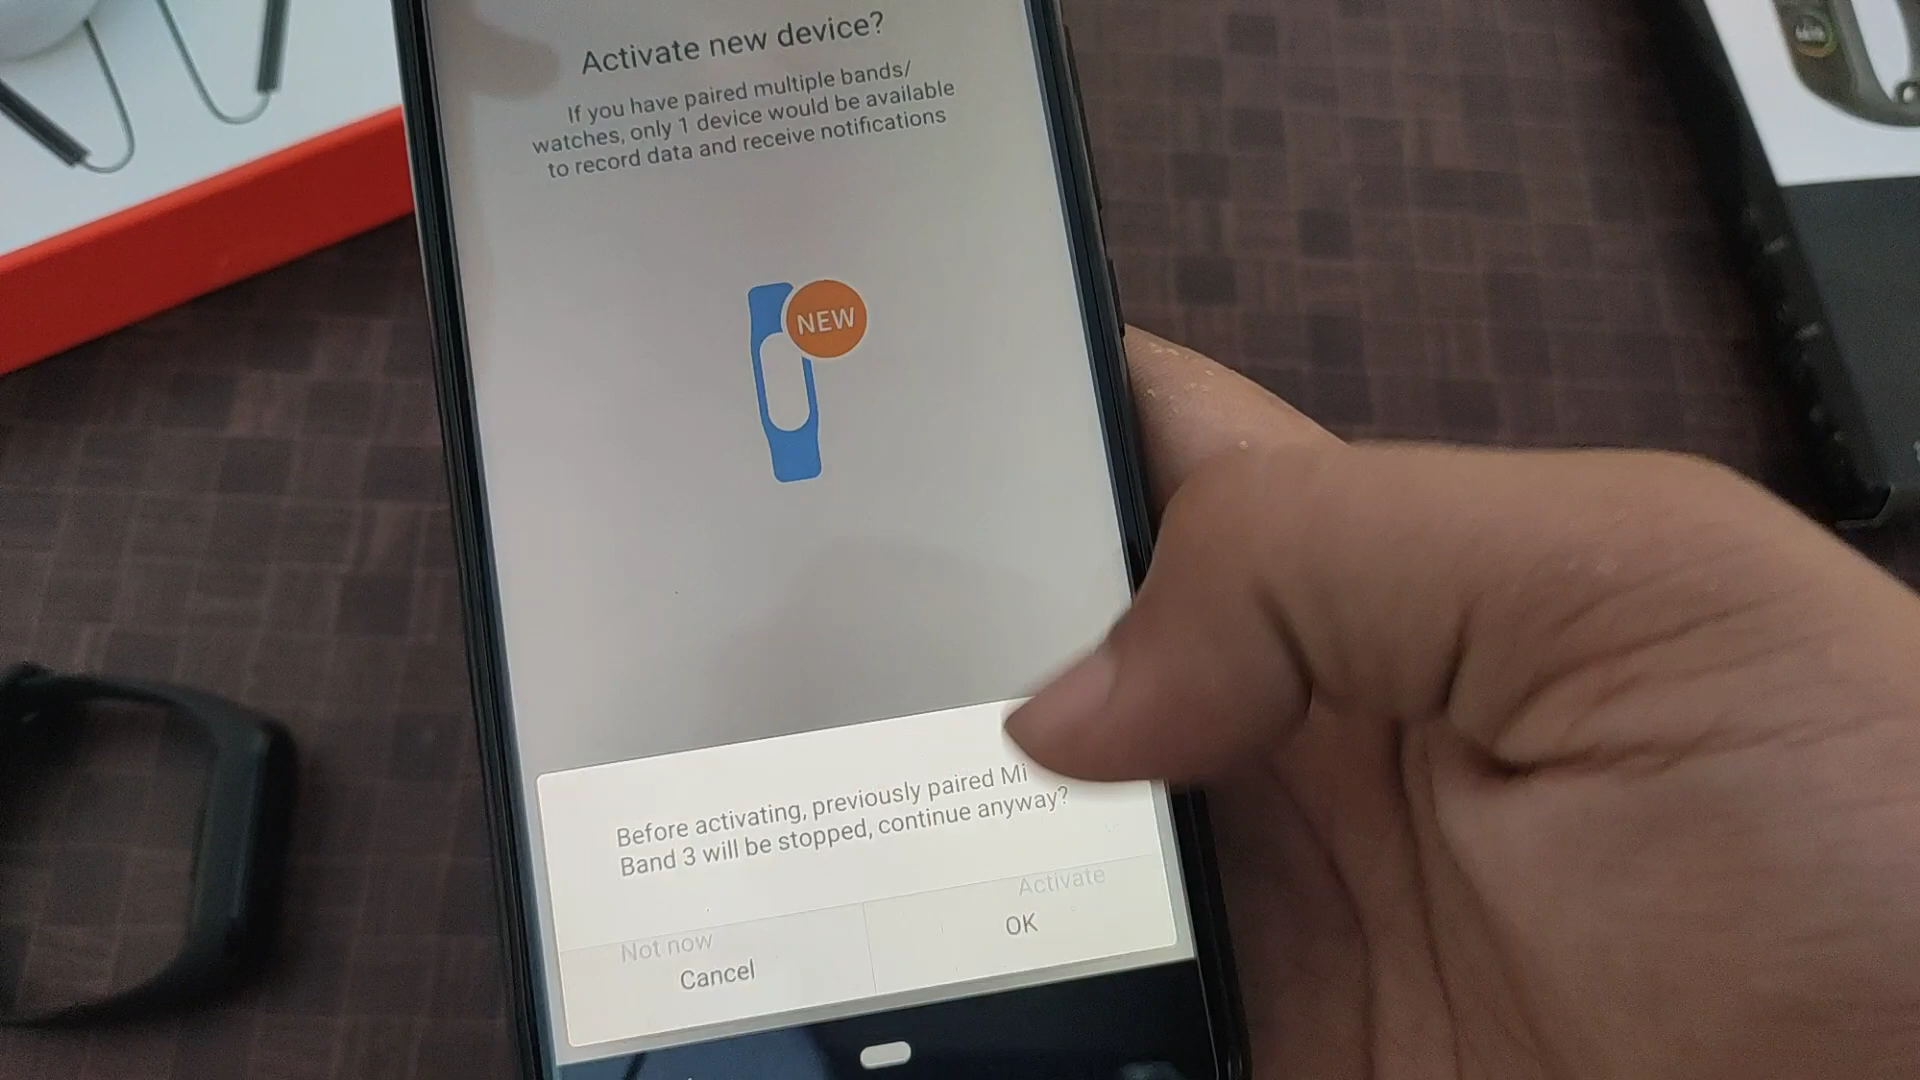 Activate new device?
If you have paired multiple bands/
watches, only 1 device would be available
to record data and receive notifications
NEW
Before activating, previously paired Mi
Band 3 will be stopped, continue anyway?
Not now
Activate
Cancel
OK